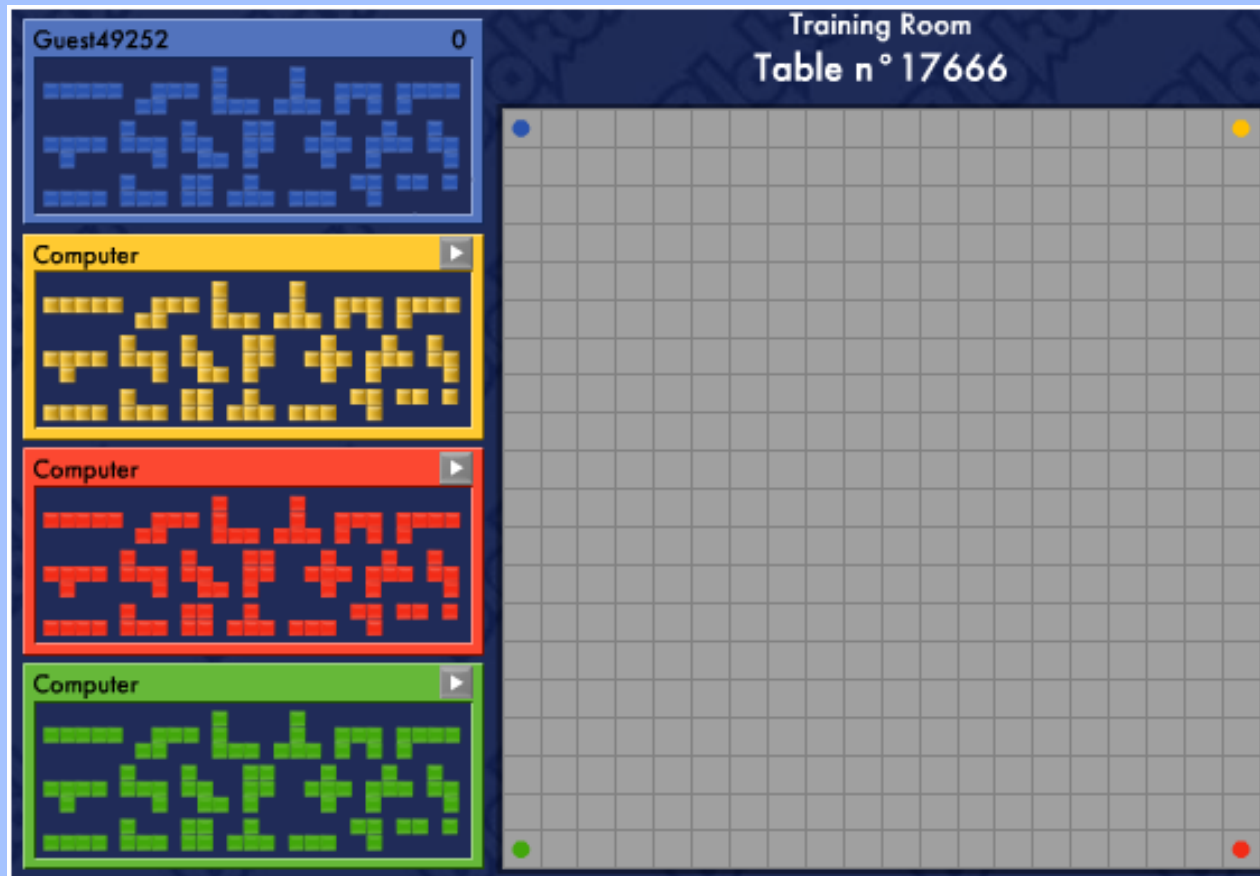 Guest49252 0
Training Room
Table n° 17666
Computer
Computer
Computer